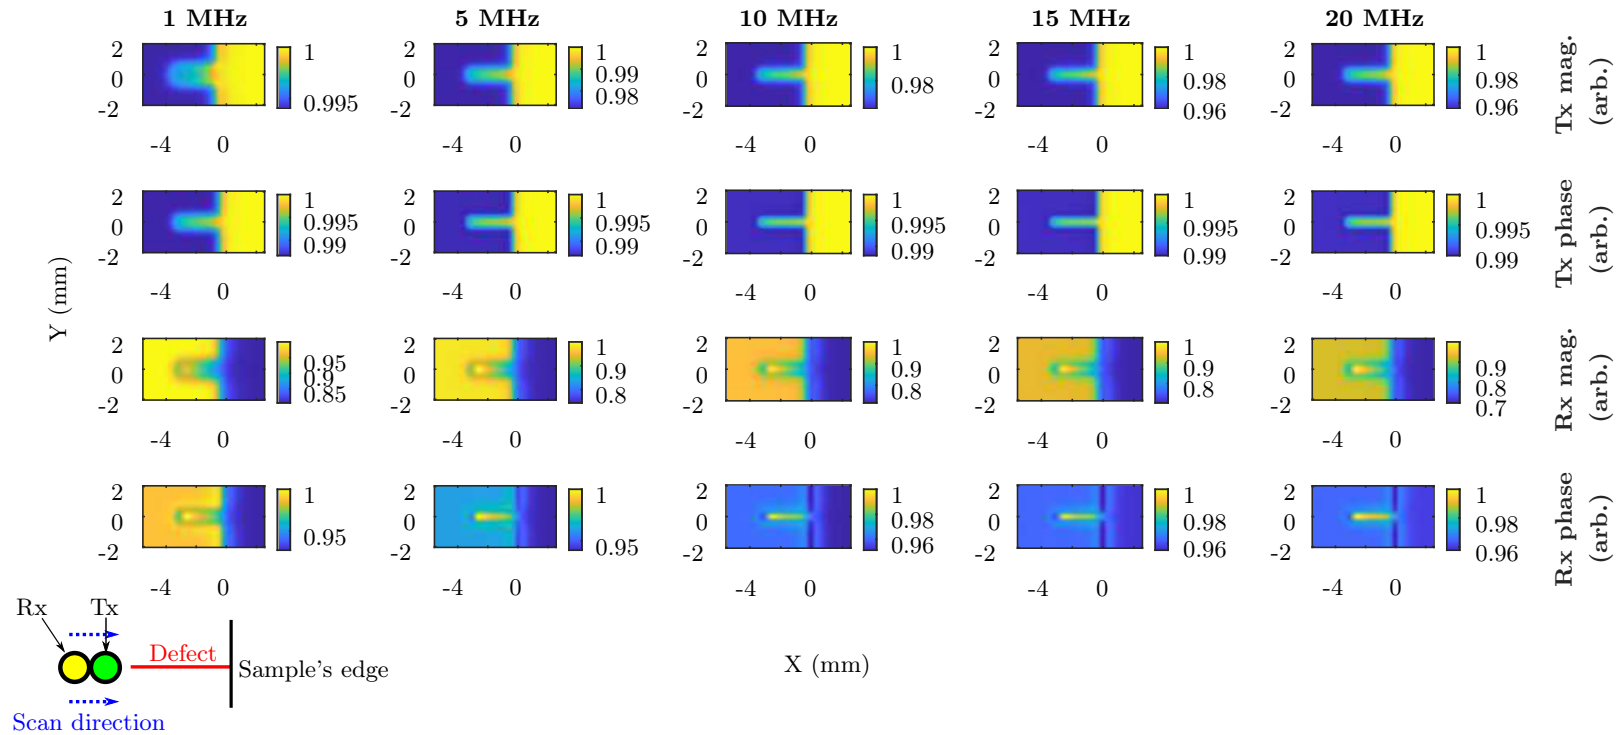 1 MHz 5 MHz 10 MHz 15 MHz 20 MHz
2 0 -2 1 0.995 2 0 -2 1 0.99 0.98 2 0 -2 1 0.98 2 0 -2 1 0.98 0.96 2 0 -2 1 0.98 0.96 Tx mag. (arb.)
-4 0 -4 0 -4 0 -4 0 -4 0
2 0 -2 1 0.995 0.99 2 0 -2 1 0.995 0.99 2 0 -2 1 0.995 0.99 2 0 -2 1 0.995 0.99 2 0 -2 1 0.995 0.99 Tx phase (arb.)
-4 0 -4 0 -4 0 -4 0 -4 0
Y (mm)
2 0 -2 0.95 0.9 0.85 2 0 -2 1 0.9 0.8 2 0 -2 1 0.9 0.8 2 0 -2 1 0.9 0.8 2 0 -2 0.9 0.8 0.7 Rx mag. (arb.)
-4 0 -4 0 -4 0 -4 0 -4 0
2 0 -2 1 0.95 2 0 -2 1 0.95 2 0 -2 1 0.98 0.96 2 0 -2 1 0.98 0.96 2 0 -2 1 0.98 0.96 Rx phase (arb.)
-4 0 -4 0 -4 0 -4 0 -4 0
Rx Tx
Defect
Sample's edge
X (mm)
Scan direction